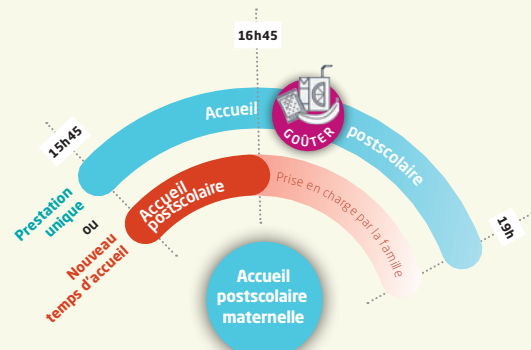 16h45
15h45
Accueil
GOÛTER
postscolaire
Prestation
unique
ou
Nouveau
temps d'accueil
Accueil
postscolaire
Prise en charge par la famille
19h
Accueil
postscolaire
maternelle